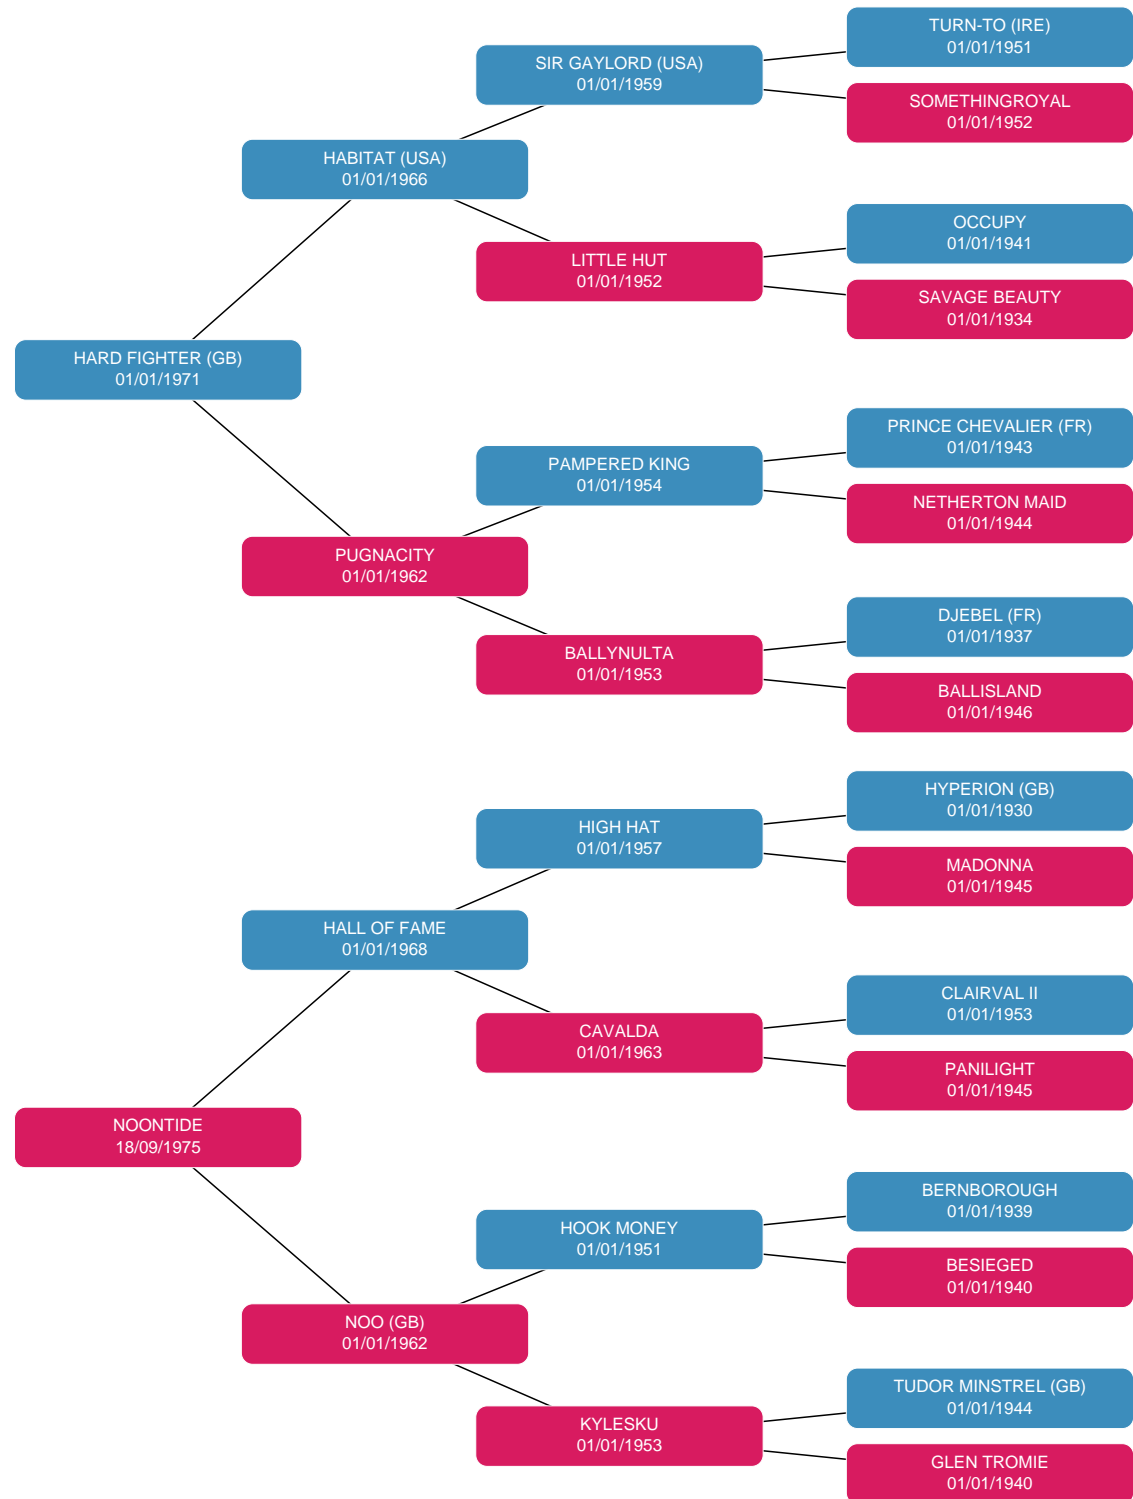 TURN-TO (IRE)
01/01/1951
SIR GAYLORD (USA)
01/01/1959
SOMETHINGROYAL
01/01/1952
HABITAT (USA)
01/01/1966
OCCUPY
01/01/1941
LITTLE HUT
01/01/1952
SAVAGE BEAUTY
01/01/1934
HARD FIGHTER (GB)
01/01/1971
PRINCE CHEVALIER (FR)
01/01/1943
PAMPERED KING
01/01/1954
NETHERTON MAID
01/01/1944
PUGNACITY
01/01/1962
DJEBEL (FR)
01/01/1937
BALLYNULTA
01/01/1953
BALLISLAND
01/01/1946
HYPERION (GB)
01/01/1930
HIGH HAT
01/01/1957
MADONNA
01/01/1945
HALL OF FAME
01/01/1968
CLAIRVAL II
01/01/1953
CAVALDA
01/01/1963
PANILIGHT
01/01/1945
NOONTIDE
18/09/1975
BERNBOROUGH
01/01/1939
HOOK MONEY
01/01/1951
BESIEGED
01/01/1940
NOO (GB)
01/01/1962
TUDOR MINSTREL (GB)
01/01/1944
KYLESKU
01/01/1953
GLEN TROMIE
01/01/1940